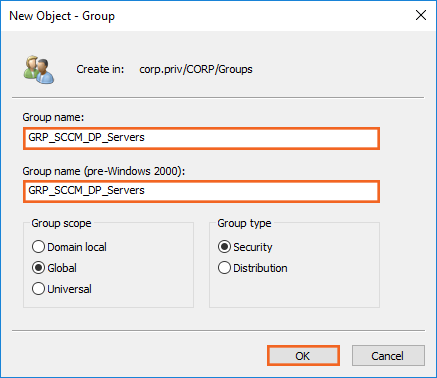 New Object - Group
Create in: corp.priv/CORP/Groups
Group name:
GRP_SCCM_DP_Servers
Group name (pre-Windows 2000):
GRP_SCCM_DP_Servers
Group scope
Domain local
Global
Universal
Group type
Security
Distribution
OK Cancel